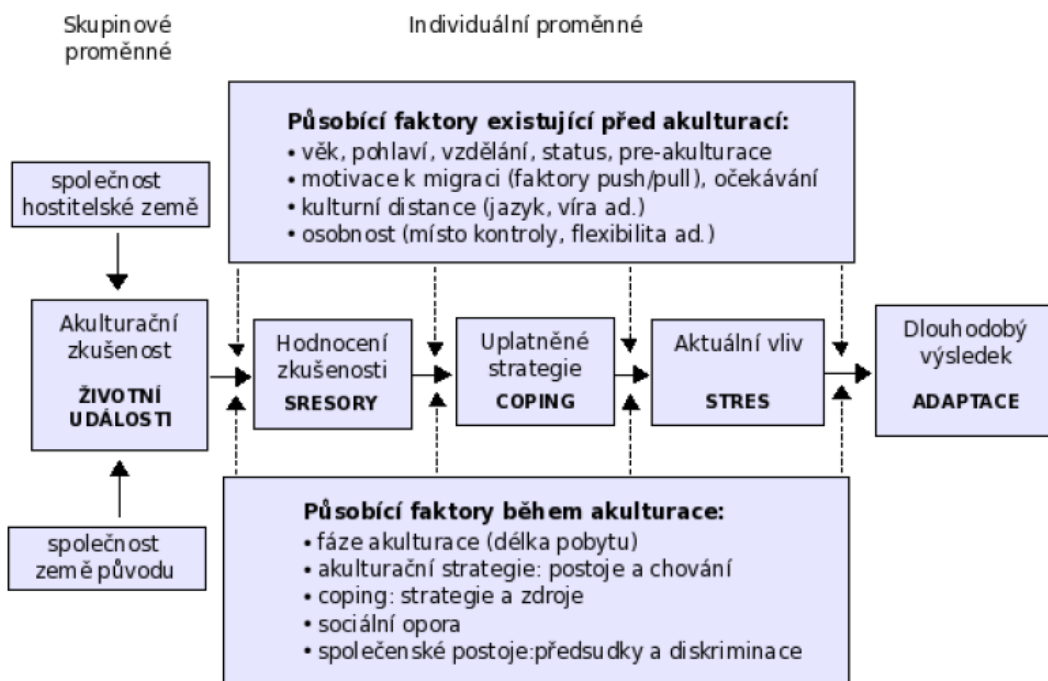 Skupinové
proměnné
Individuální proměnné
Působící faktory existující před akulturací:
• věk, pohlaví, vzdělání, status, pre-akulturace
• motivace k migraci (faktory push/pull), očekávání
• kulturní distance (jazyk, víra ad.)
• osobnost (místo kontroly, flexibilita ad.)
společnost
hostitelské země
Akulturační
zkušenost
ŽIVOTNÍ
UDÁLOSTI
Hodnocení
zkušenosti
SRESORY
Uplatněné
strategie
COPING
Aktuální vliv
STRES
Dlouhodobý
výsledek
ADAPTACE
společnost
země původu
Působící faktory během akulturace:
• fáze akulturace (délka pobytu)
• akulturační strategie: postoje a chování
• coping: strategie a zdroje
• sociální opora
• společenské postoje:předsudky a diskriminace